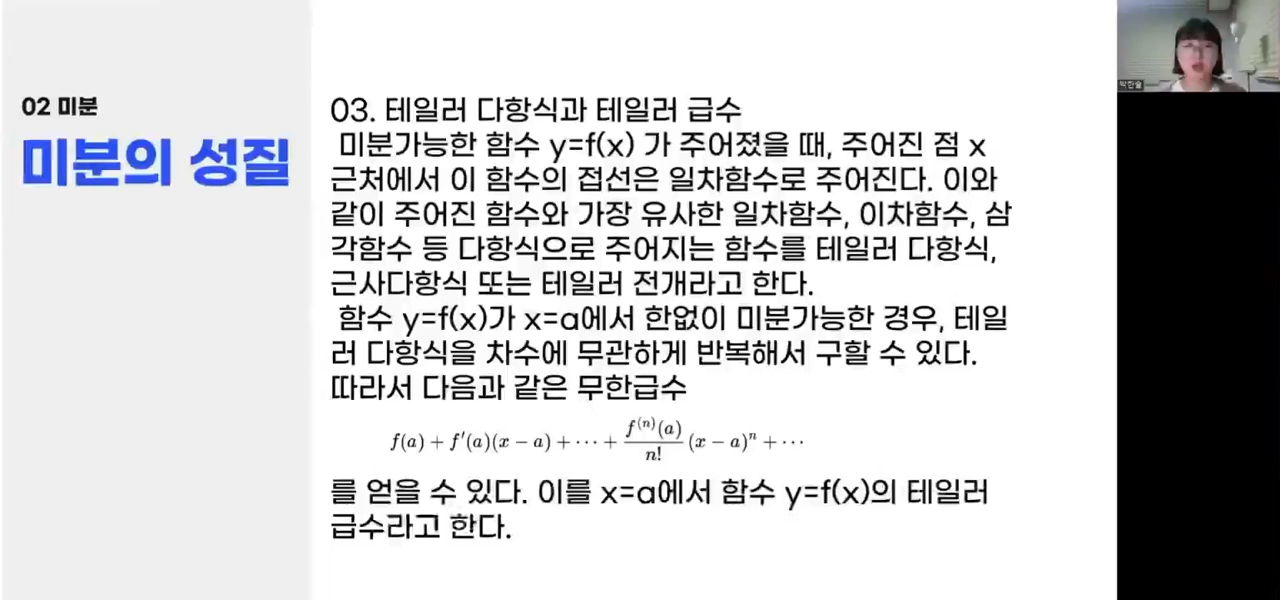 02 미분
미분의 성질
03. 테일러 다항식과 테일러 급수
미분가능한 함수 y=f(x) 가 주어졌을 때, 주어진 점 x
근처에서 이 함수의 접선은 일차함수로 주어진다. 이와
같이 주어진 함수와 가장 유사한 일차함수, 이차함수, 삼
각함수 등 다항식으로 주어지는 함수를 테일러 다항식,
근사다항식 또는 테일러 전개라고 한다.
함수 y=f(x)가 x=a에서 한없이 미분가능한 경우, 테일
러 다항식을 차수에 무관하게 반복해서 구할 수 있다.
따라서 다음과 같은 무한급수
f(a) + f′(a)(x − a) + ⋯ + f⁽ⁿ⁾(a)/n! (x − a)ⁿ + ⋯
를 얻을 수 있다. 이를 x=a에서 함수 y=f(x)의 테일러
급수라고 한다.